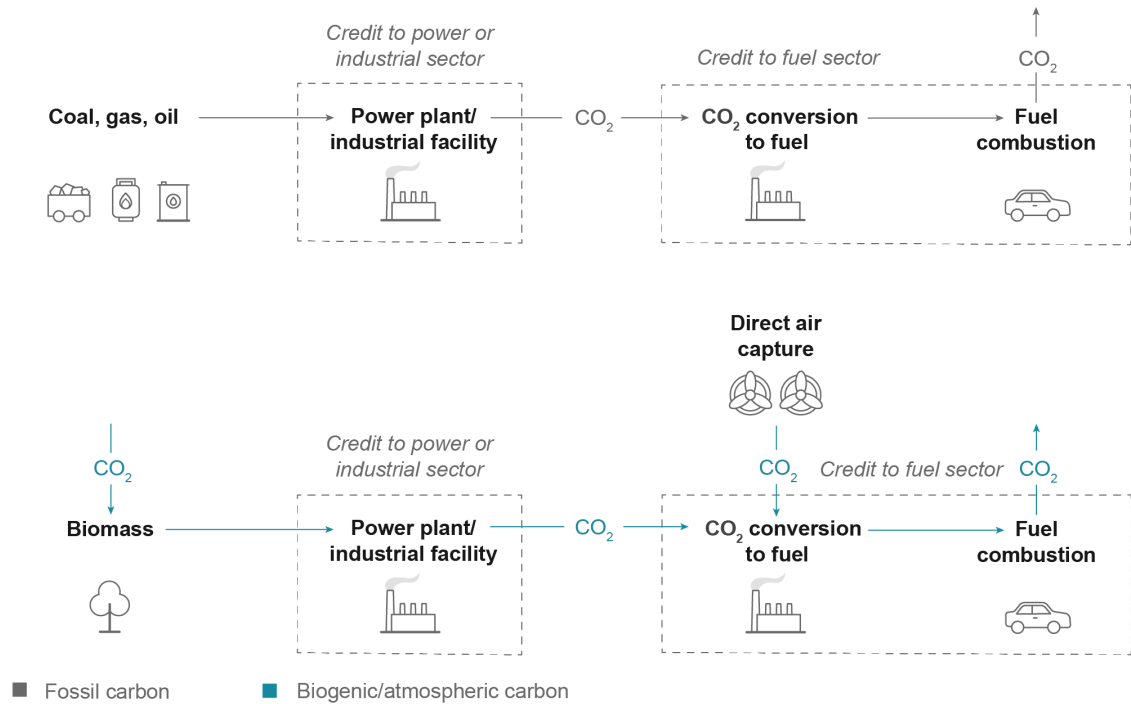 Credit to power or
industrial sector
Credit to fuel sector
CO₂
Coal, gas, oil
Power plant/
industrial facility
CO₂
CO₂ conversion
to fuel
Fuel
combustion
Direct air
capture
CO₂
Credit to power or
industrial sector
CO₂
Credit to fuel sector
CO₂
Biomass
Power plant/
industrial facility
CO₂
CO₂ conversion
to fuel
Fuel
combustion
Fossil carbon
Biogenic/atmospheric carbon